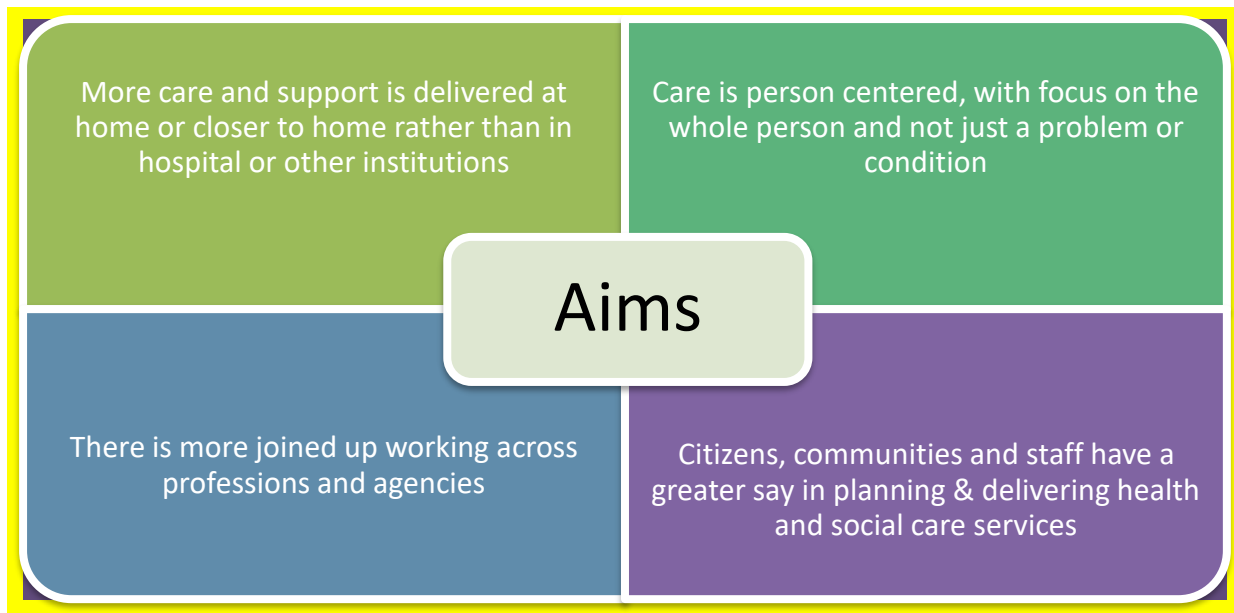 More care and support is delivered at
home or closer to home rather than in
hospital or other institutions
Care is person centered, with focus on the
whole person and not just a problem or
condition
Aims
There is more joined up working across
professions and agencies
Citizens, communities and staff have a
greater say in planning & delivering health
and social care services